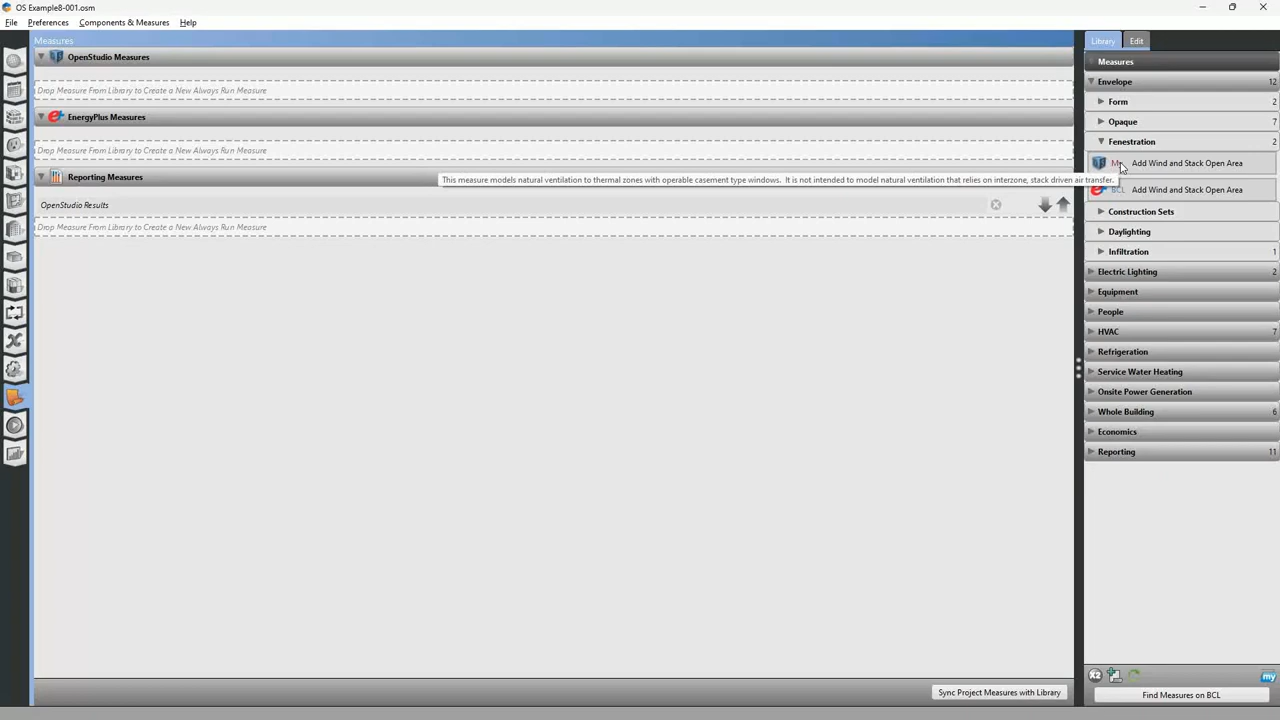 OS Example8-001.osm
File Preferences Components & Measures Help
Measures
OpenStudio Measures
Drop Measure From Library to Create a New Always Run Measure
EnergyPlus Measures
Drop Measure From Library to Create a New Always Run Measure
Reporting Measures
This measure models natural ventilation to thermal zones with operable casement type windows. It is not intended to model natural ventilation that relies on interzone, stack driven air transfer.
OpenStudio Results
Drop Measure From Library to Create a New Always Run Measure
Sync Project Measures with Library
Library Edit
Measures
Envelope 12
Form 2
Opaque 7
Fenestration 2
Add Wind and Stack Open Area
BCL Add Wind and Stack Open Area
Construction Sets
Daylighting
Infiltration 1
Electric Lighting 2
Equipment
People
HVAC 7
Refrigeration
Service Water Heating
Onsite Power Generation
Whole Building 6
Economics
Reporting 11
X2 my
Find Measures on BCL